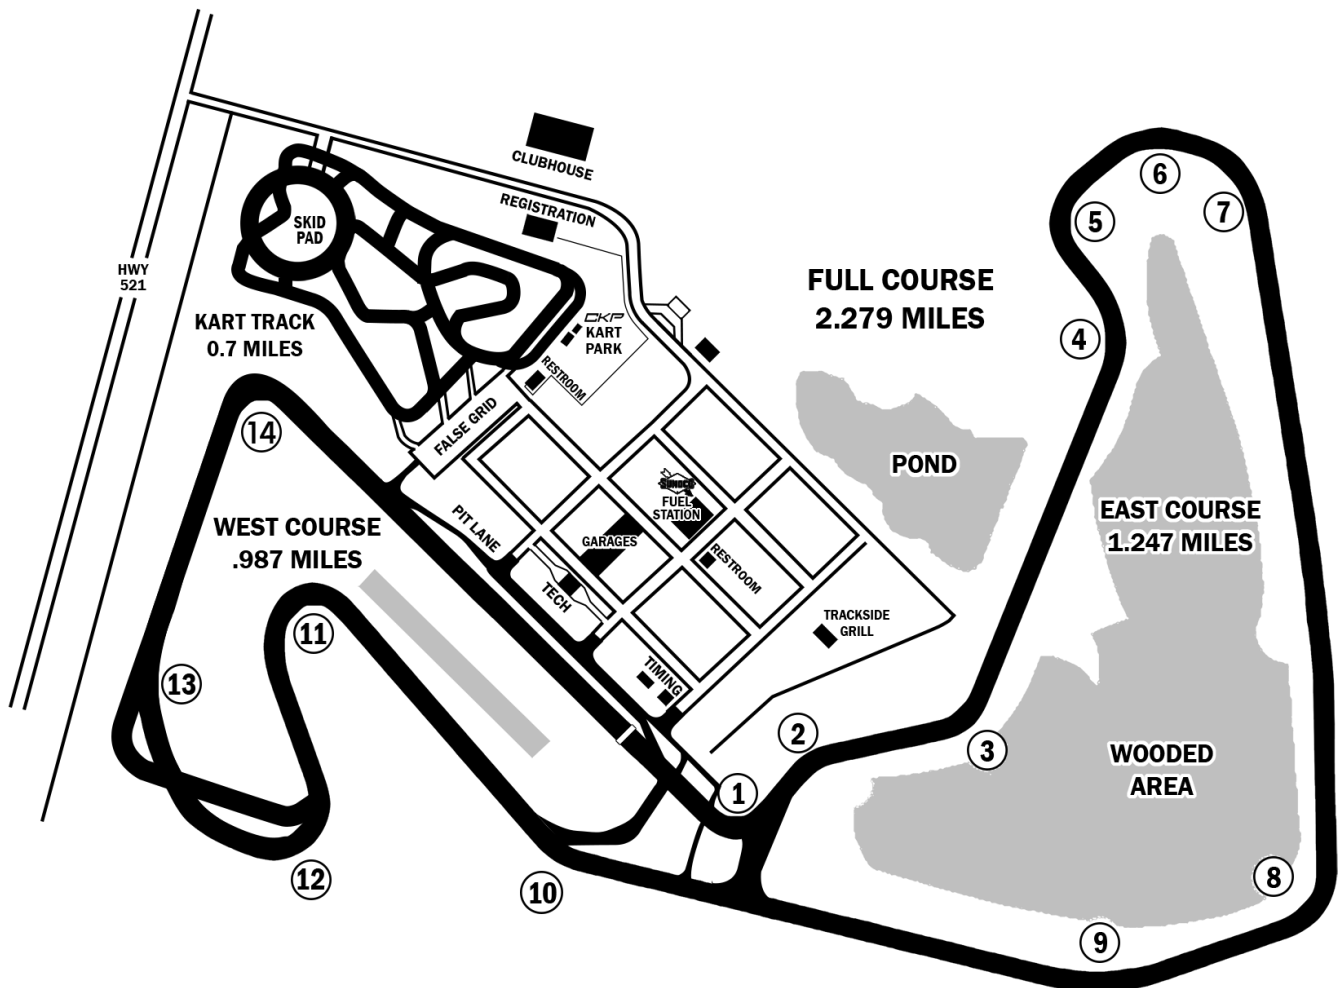 CLUBHOUSE
REGISTRATION
SKID
PAD
HWY
521
KART TRACK
0.7 MILES
CKP
KART
PARK
RESTROOM
FALSE GRID
FULL COURSE
2.279 MILES
6
5
7
4
14
WEST COURSE
.987 MILES
PIT LANE
SUNOCO
FUEL
STATION
GARAGES
RESTROOM
TECH
POND
EAST COURSE
1.247 MILES
TRACKSIDE
GRILL
TIMING
11
13
2
3
1
WOODED
AREA
12
10
8
9